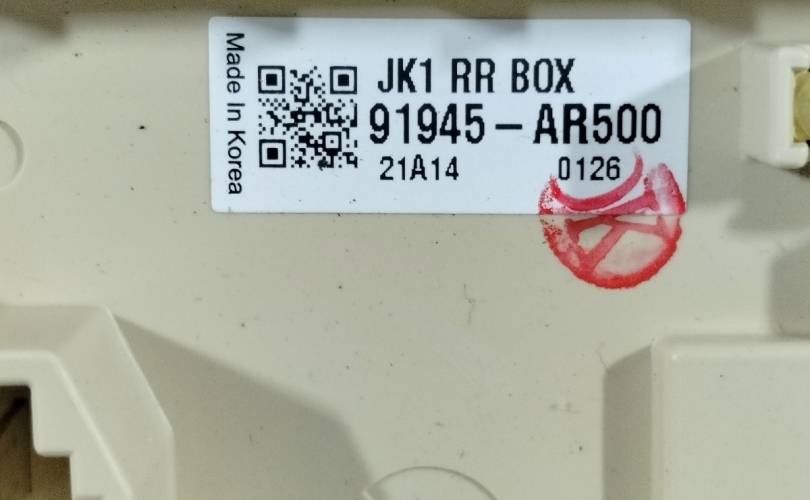 Made In Korea
JK1 RR BOX
91945-AR500
21A14 0126